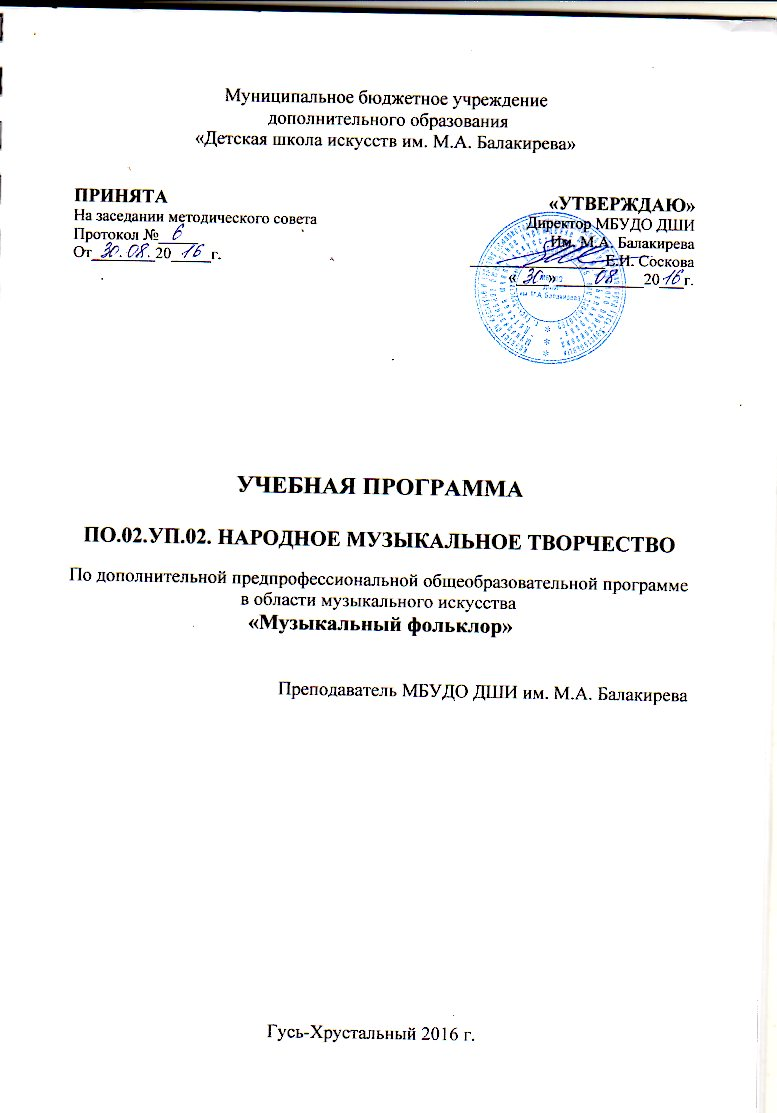 Муниципальное бюджетное учреждение
дополнительного образования
«Детская школа искусств им. М.А. Балакирева»
ПРИНЯТА
На заседании методического совета
Протокол № 6
От 30.08. 20 16 г.
«УТВЕРЖДАЮ»
Директор МБУДО ДШИ
Им. М.А. Балакирева
Е.И. Соскова
« 30 » 08 20 16 г.
УЧЕБНАЯ ПРОГРАММА
ПО.02.УП.02. НАРОДНОЕ МУЗЫКАЛЬНОЕ ТВОРЧЕСТВО
По дополнительной предпрофессиональной общеобразовательной программе
в области музыкального искусства
«Музыкальный фольклор»
Преподаватель МБУДО ДШИ им. М.А. Балакирева
Гусь-Хрустальный 2016 г.